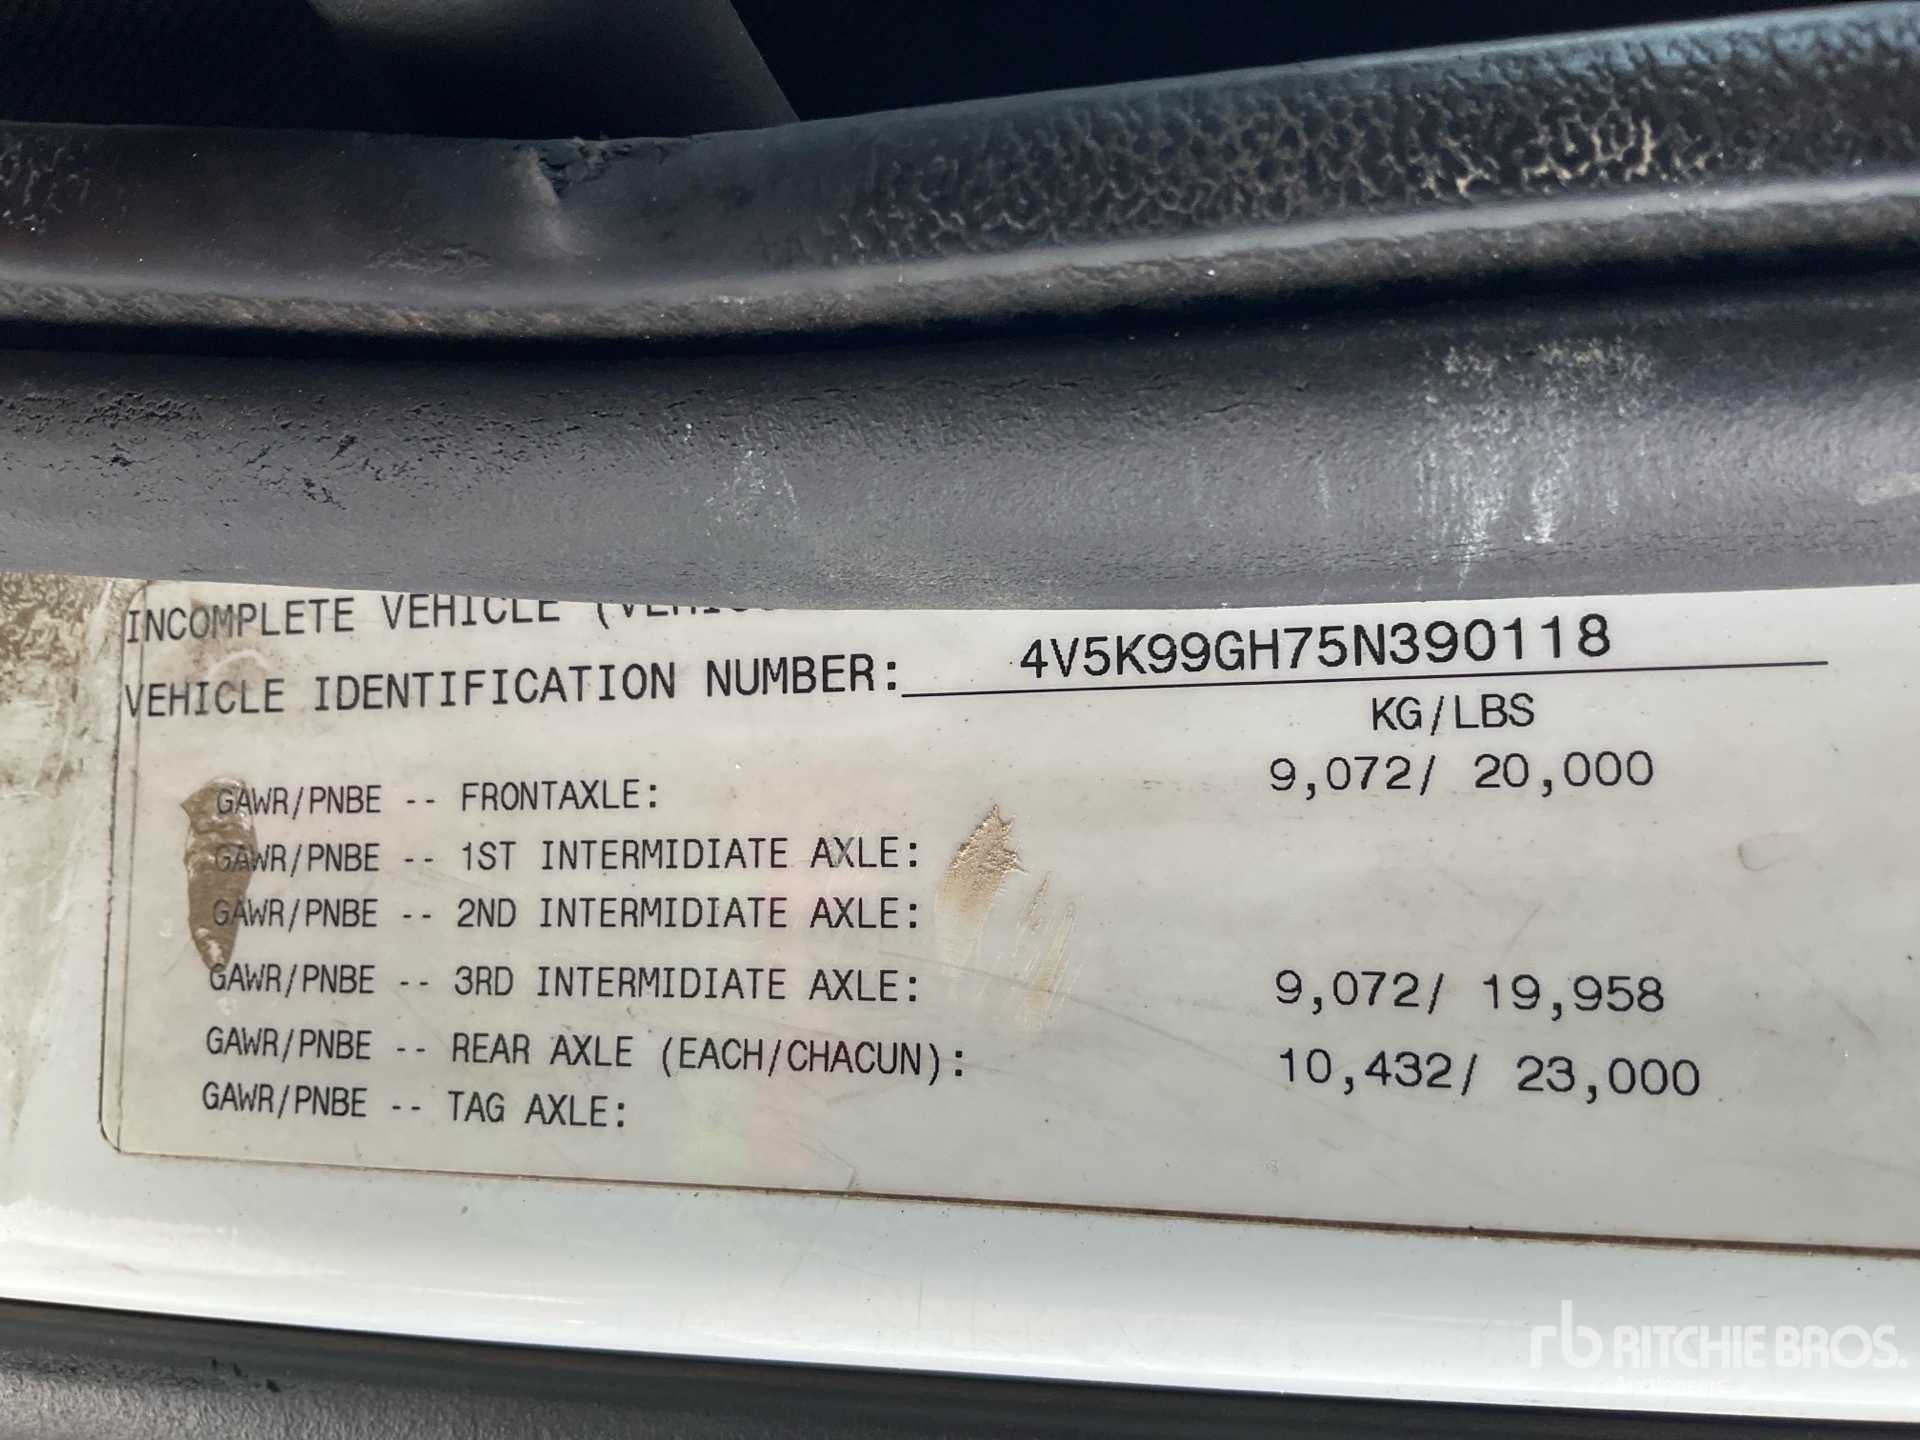 INCOMPLETE VEHICLE
VEHICLE IDENTIFICATION NUMBER: 4V5K99GH75N390118
KG/LBS
GAWR/PNBE -- FRONTAXLE: 9,072/ 20,000
GAWR/PNBE -- 1ST INTERMIDIATE AXLE:
GAWR/PNBE -- 2ND INTERMIDIATE AXLE:
GAWR/PNBE -- 3RD INTERMIDIATE AXLE: 9,072/ 19,958
GAWR/PNBE -- REAR AXLE (EACH/CHACUN): 10,432/ 23,000
GAWR/PNBE -- TAG AXLE:
rb RITCHIE BROS.
Auctioneers